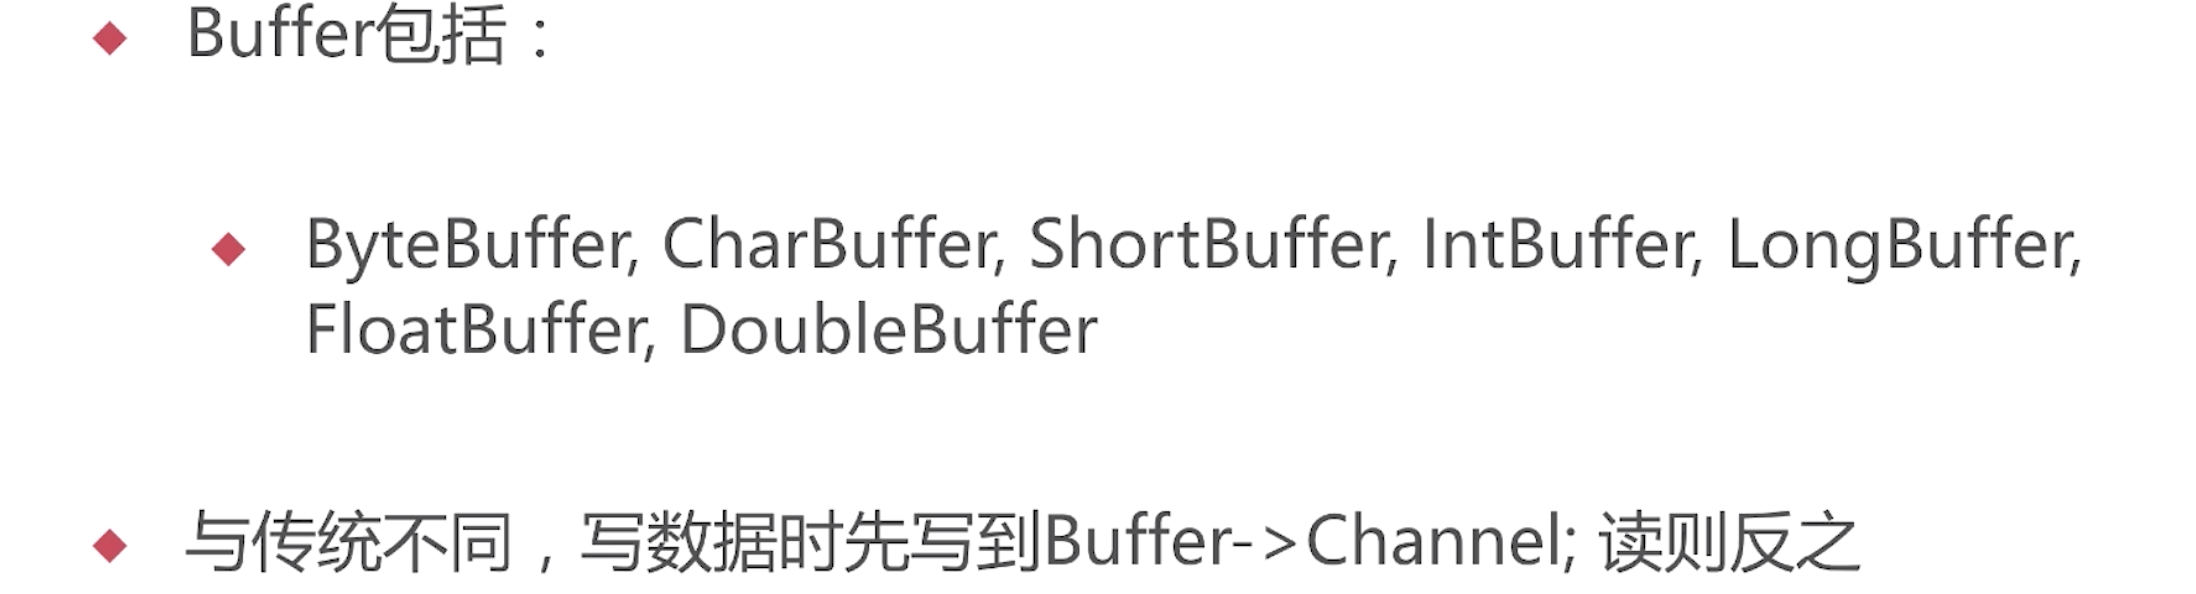 Buffer包括：
ByteBuffer, CharBuffer, ShortBuffer, IntBuffer, LongBuffer,
FloatBuffer, DoubleBuffer
与传统不同，写数据时先写到Buffer->Channel; 读则反之